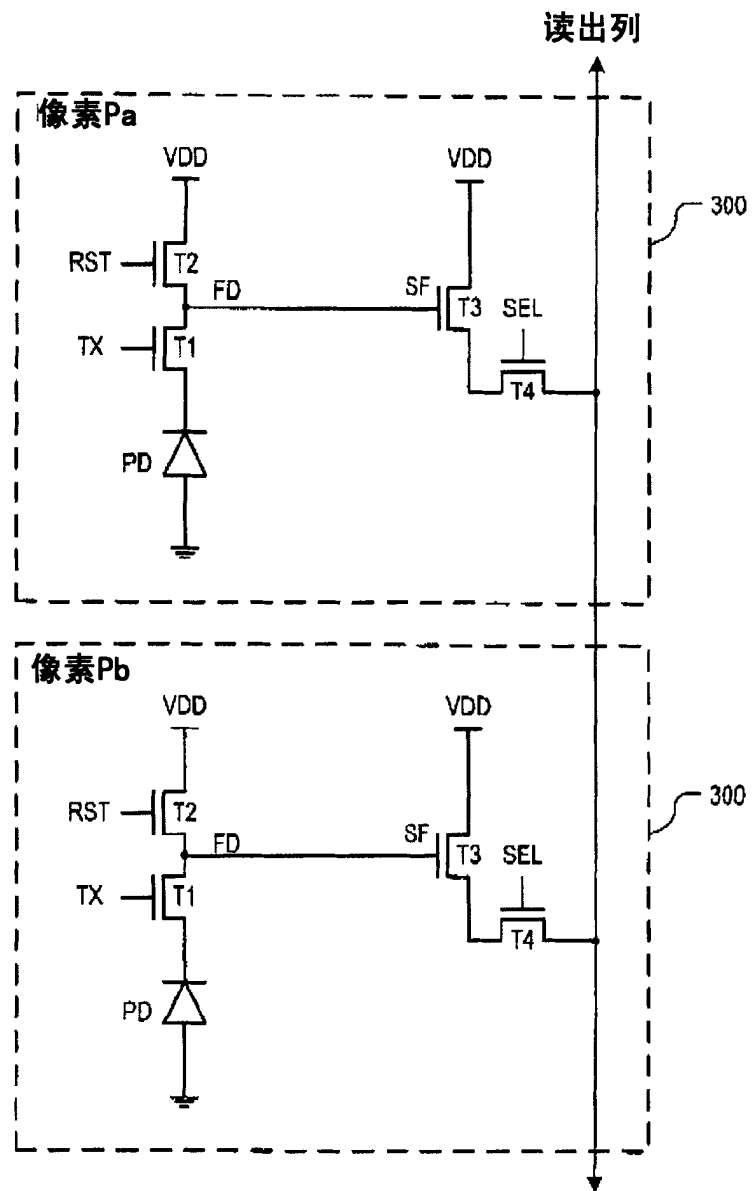 读出列
像素Pa
VDD
VDD
300
RST
T2
FD
SF
T3
SEL
TX
T1
T4
PD
像素Pb
VDD
VDD
300
RST
T2
FD
SF
T3
SEL
TX
T1
T4
PD